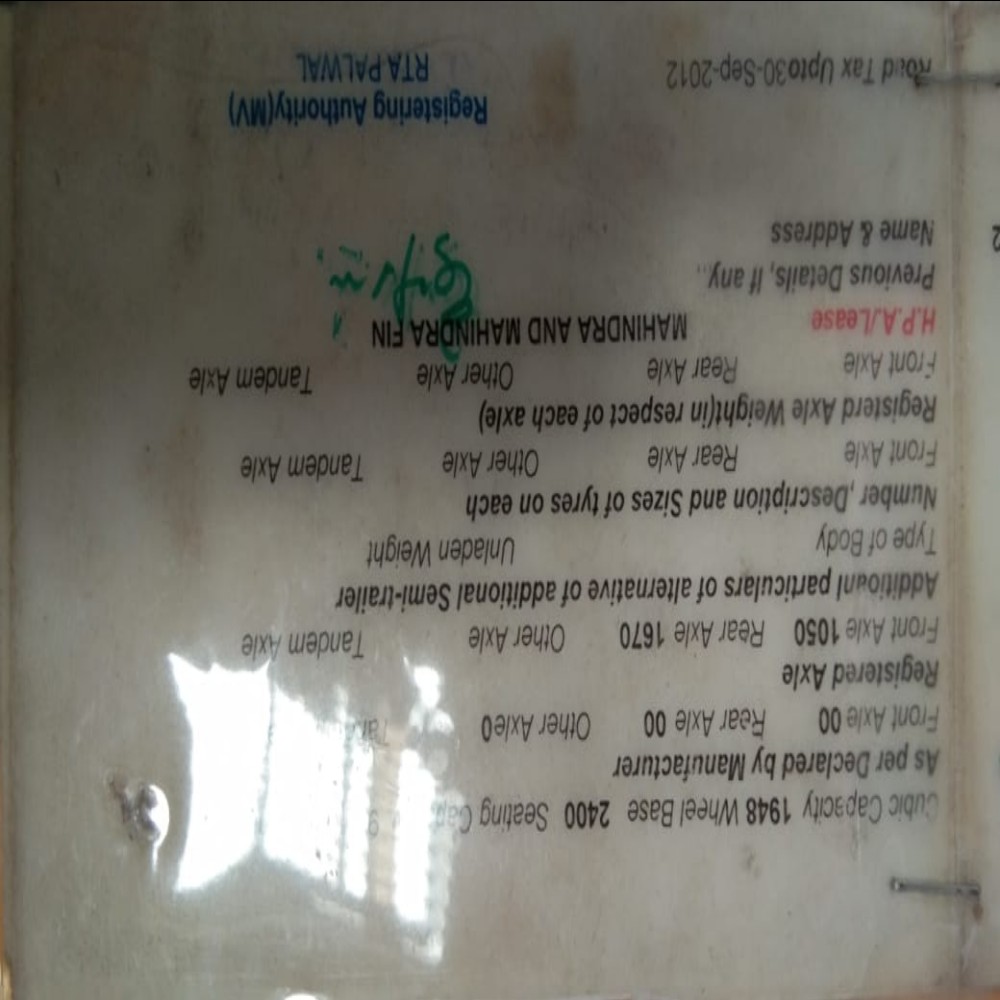 Cubic Capacity 1948 Wheel Base 2400 Seating Cap 9
As per Declared by Manufacturer
Front Axle 00 Rear Axle 00 Other Axle0
Registered Axle
Front Axle 1050 Rear Axle 1670 Other Axle Tandem Axle
Additioanl particulars of alternative of additional Semi-trailer
Type of Body Unladen Weight
Number ,Description and Sizes of tyres on each
Front Axle Rear Axle Other Axle Tandem Axle
Registerd Axle Weight(in respect of each axle)
Front Axle Rear Axle Other Axle Tandem Axle
H.P.A./Lease MAHINDRA AND MAHINDRA FIN
Previous Details, If any...
Name & Address
Registering Authority(MV)
Road Tax Upto30-Sep-2012 RTA PALWAL